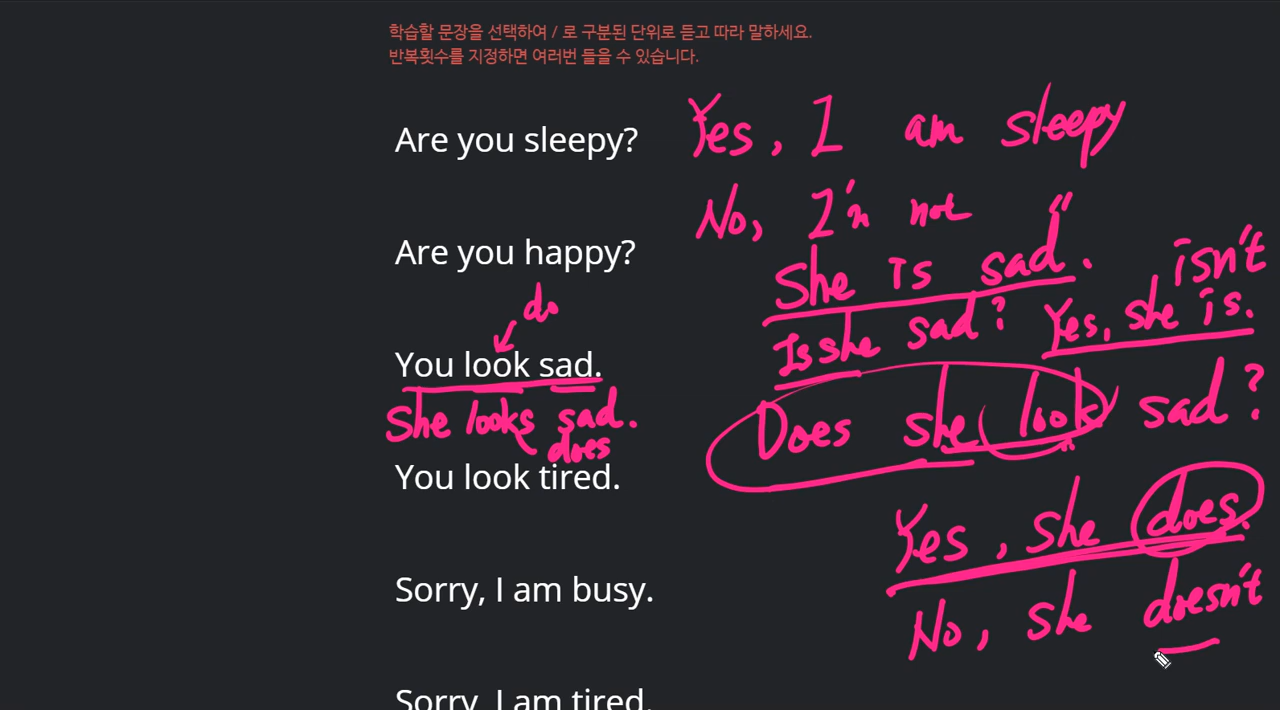 학습할 문장을 선택하여 / 로 구분된 단위로 듣고 따라 말하세요.
반복횟수를 지정하면 여러번 들을 수 있습니다.
Are you sleepy? Yes, I am sleepy
No, I'm not "
Are you happy?
She Is sad. isn't
do
Is she sad? Yes, she is.
You look sad.
She looks sad. Does she look sad?
does
You look tired.
Yes, she does.
Sorry, I am busy.
No, she doesn't
Sorry, I am tired.